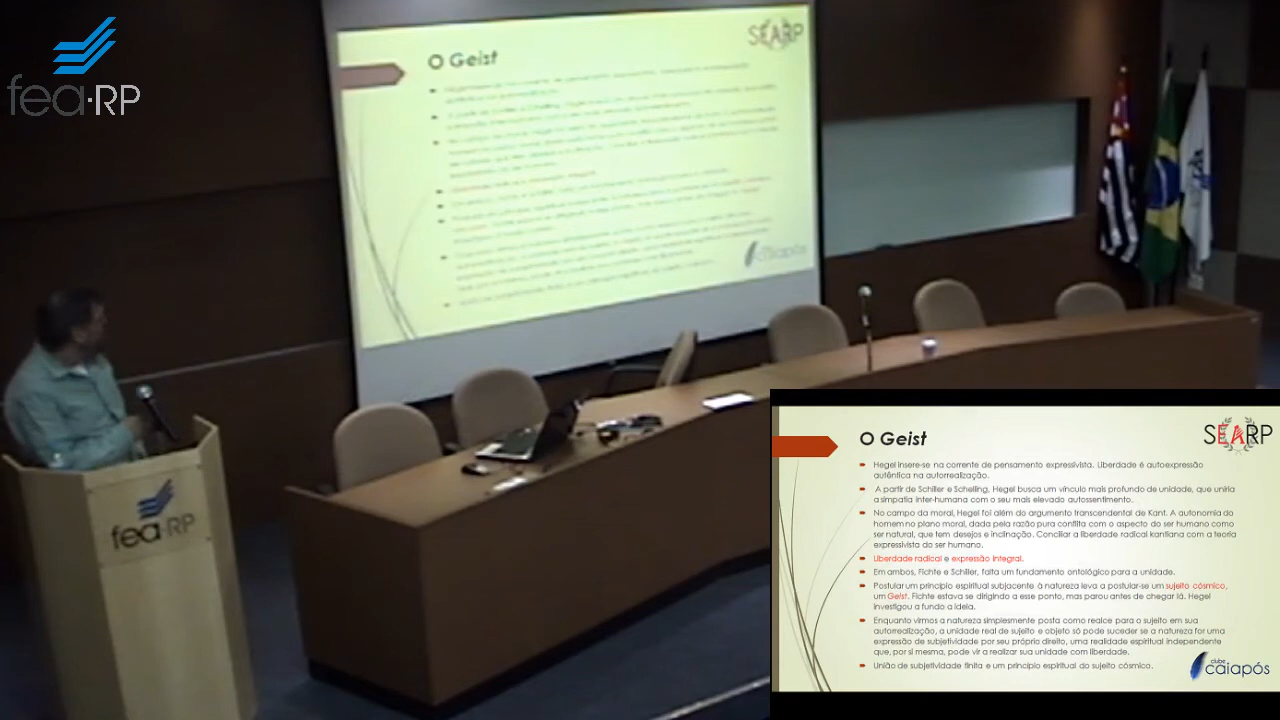 fea·RP
O Geist
SEARP
caiapós
fea·RP
O Geist
SEARP
Hegel insere-se na corrente de pensamento expressivista. Liberdade é autoexpressão
autêntica na autorrealização.
A partir de Schiller e Schelling, Hegel busca um vínculo mais profundo de unidade, que uniria
a simpatia inter-humana com o seu mais elevado autossentimento.
No campo da moral, Hegel foi além do argumento transcendental de Kant. A autonomia do
homem no plano moral, dada pela razão pura conflita com o aspecto do ser humano como
ser natural, que tem desejos e inclinação. Conciliar a liberdade radical kantiana com a teoria
expressivista do ser humano.
Liberdade radical e expressão integral.
Em ambos, Fichte e Schiller, falta um fundamento ontológico para a unidade.
Postular um princípio espiritual subjacente à natureza leva a postular-se um sujeito cósmico,
um Geist. Fichte estava se dirigindo a esse ponto, mas parou antes de chegar lá. Hegel
investigou a fundo a ideia.
Enquanto virmos a natureza simplesmente posta como realce para o sujeito em sua
autorrealização, a unidade real de sujeito e objeto só pode suceder se a natureza for uma
expressão de subjetividade por seu próprio direito, uma realidade espiritual independente
que, por si mesma, pode vir a realizar sua unidade com liberdade.
União de subjetividade finita e um princípio espiritual do sujeito cósmico.
clube
caiapós